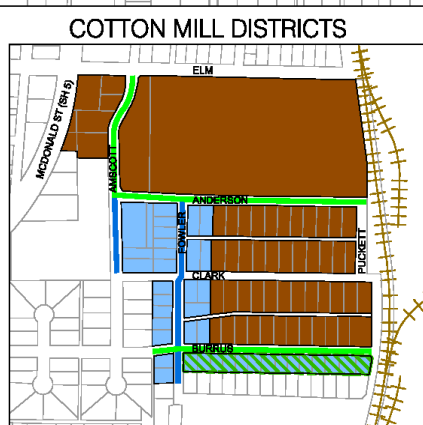 COTTON MILL DISTRICTS
ELM
MCDONALD ST (SH 5)
AMSCOTT
ANDERSON
FOWLER
PUCKETT
CLARK
BURRUS